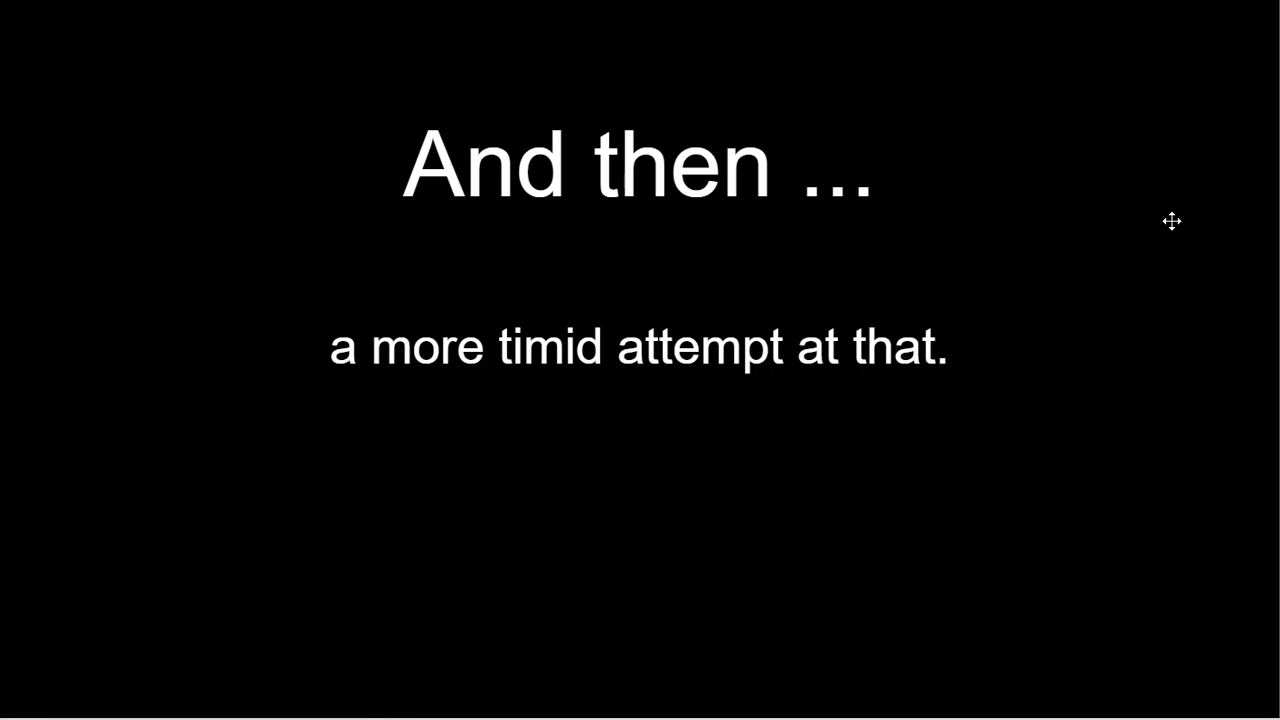 And then ...
a more timid attempt at that.